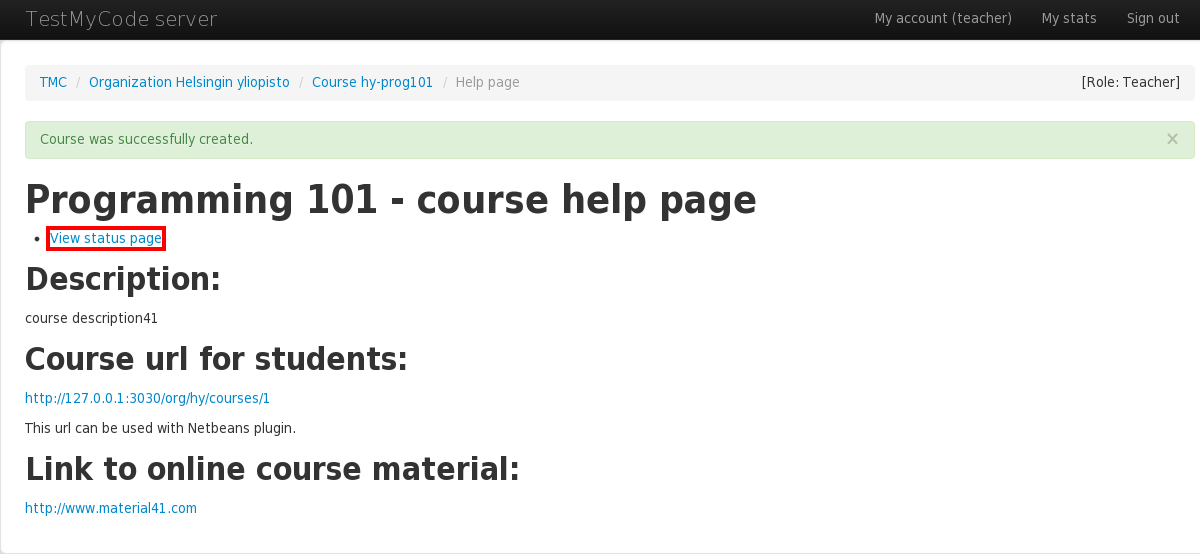 TestMyCode server My account (teacher) My stats Sign out
TMC / Organization Helsingin yliopisto / Course hy-prog101 / Help page [Role: Teacher]
Course was successfully created. ×
Programming 101 - course help page
• View status page
Description:
course description41
Course url for students:
http://127.0.0.1:3030/org/hy/courses/1
This url can be used with Netbeans plugin.
Link to online course material:
http://www.material41.com